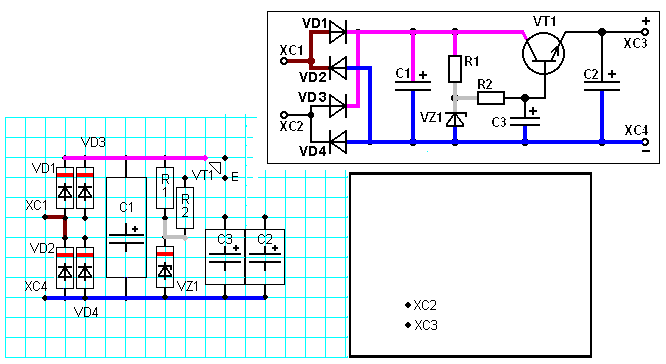 VD1
VT1
+
XC1
XC3
R1
VD2
C1
+
R2
C2
+
VD3
XC2
VZ1
C3
+
XC4
VD4
−
VD3
VD1
VT1
E
R
1
R
2
XC1
C1
+
VD2
C3
+
C2
+
XC4
VZ1
VD4
XC2
XC3